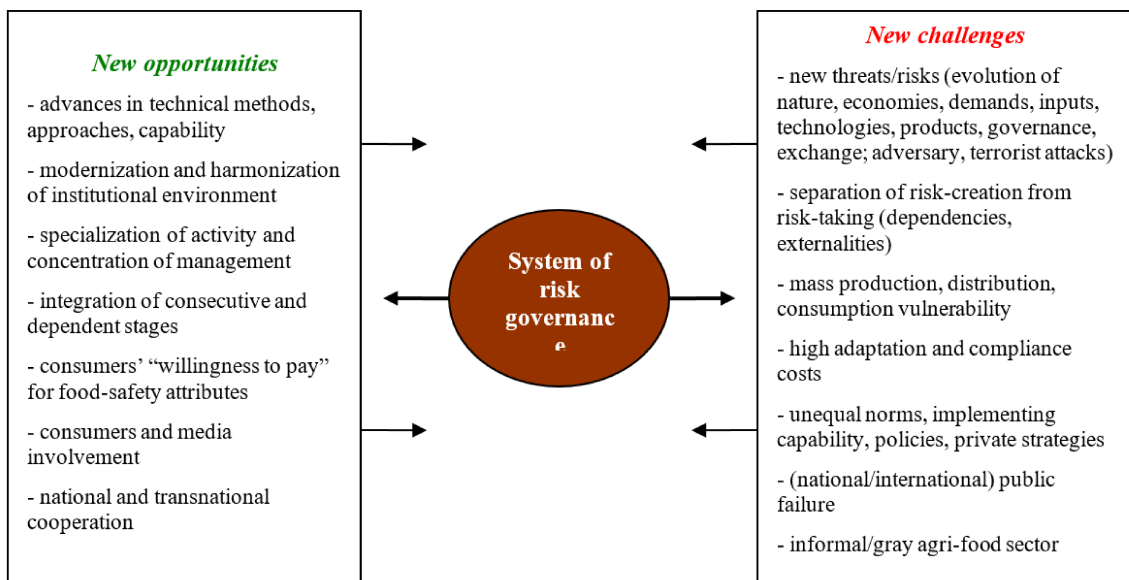 New opportunities
- advances in technical methods,
approaches, capability
- modernization and harmonization
of institutional environment
- specialization of activity and
concentration of management
- integration of consecutive and
dependent stages
- consumers’ “willingness to pay”
for food-safety attributes
- consumers and media
involvement
- national and transnational
cooperation
System of
risk
governanc
e
New challenges
- new threats/risks (evolution of
nature, economies, demands, inputs,
technologies, products, governance,
exchange; adversary, terrorist attacks)
- separation of risk-creation from
risk-taking (dependencies,
externalities)
- mass production, distribution,
consumption vulnerability
- high adaptation and compliance
costs
- unequal norms, implementing
capability, policies, private strategies
- (national/international) public
failure
- informal/gray agri-food sector